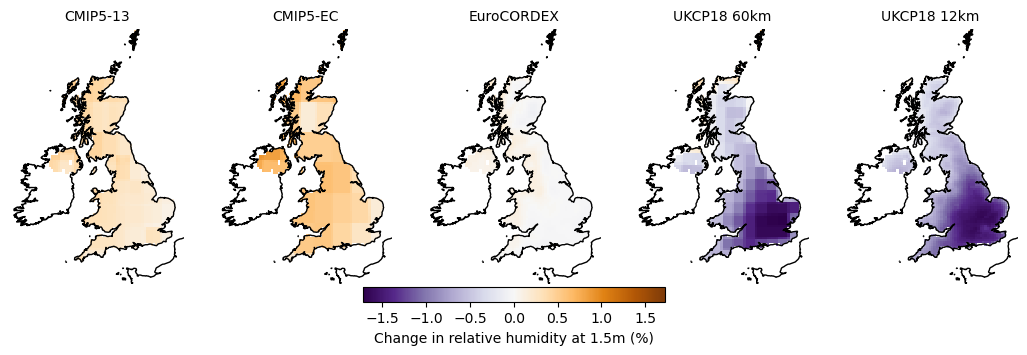 CMIP5-13 CMIP5-EC EuroCORDEX UKCP18 60km UKCP18 12km
−1.5 −1.0 −0.5 0.0 0.5 1.0 1.5
Change in relative humidity at 1.5m (%)